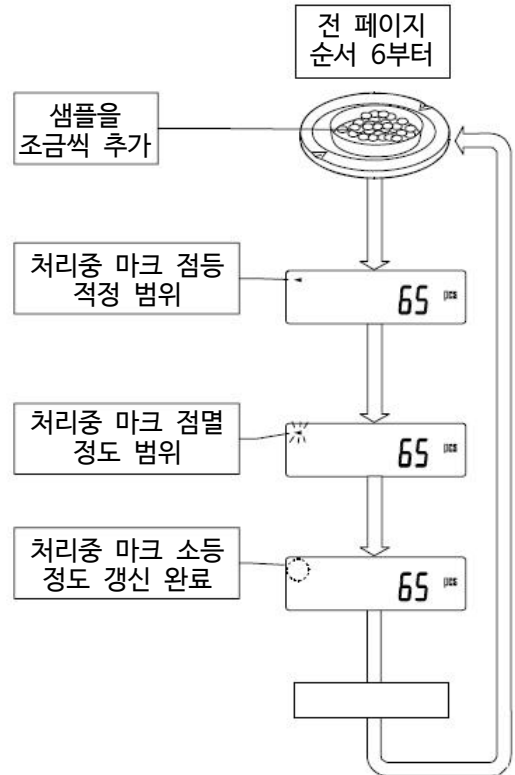 전 페이지
순서 6부터
샘플을
조금씩 추가
처리중 마크 점등
적정 범위
65 pcs
처리중 마크 점멸
정도 범위
65 pcs
처리중 마크 소등
정도 갱신 완료
65 pcs